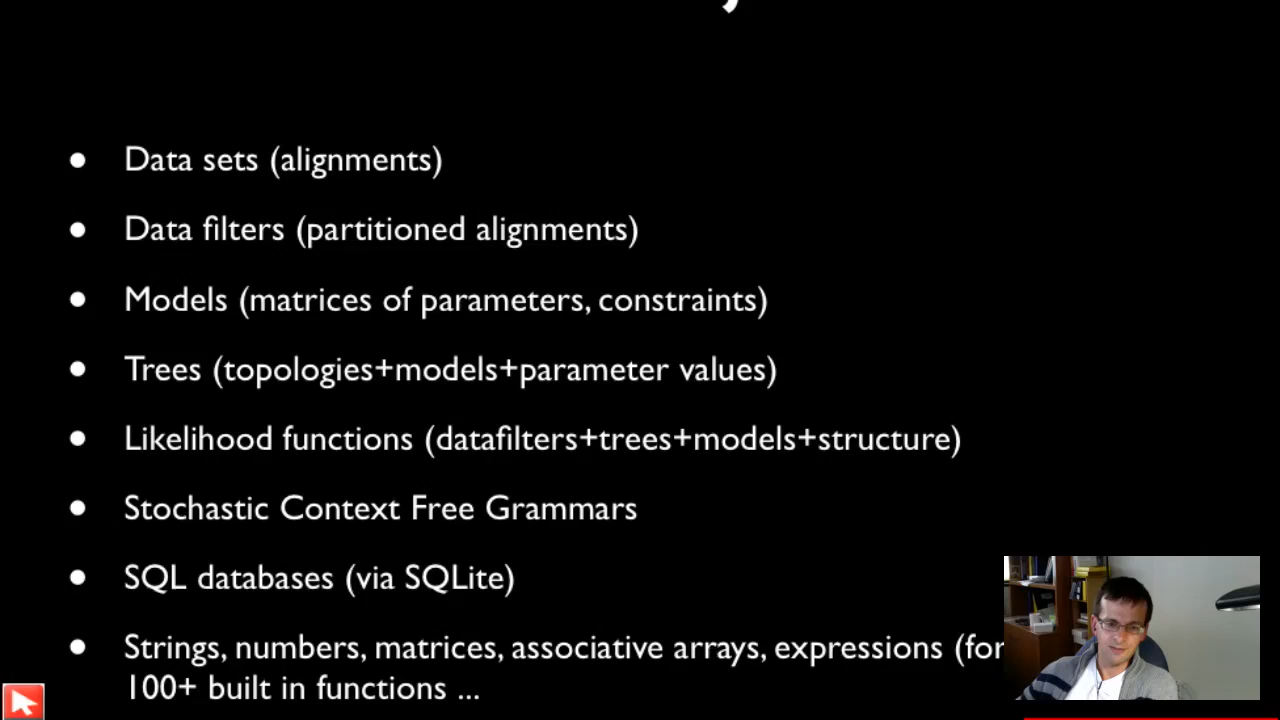 Data sets (alignments)
Data filters (partitioned alignments)
Models (matrices of parameters, constraints)
Trees (topologies+models+parameter values)
Likelihood functions (datafilters+trees+models+structure)
Stochastic Context Free Grammars
SQL databases (via SQLite)
Strings, numbers, matrices, associative arrays, expressions (for
100+ built in functions ...